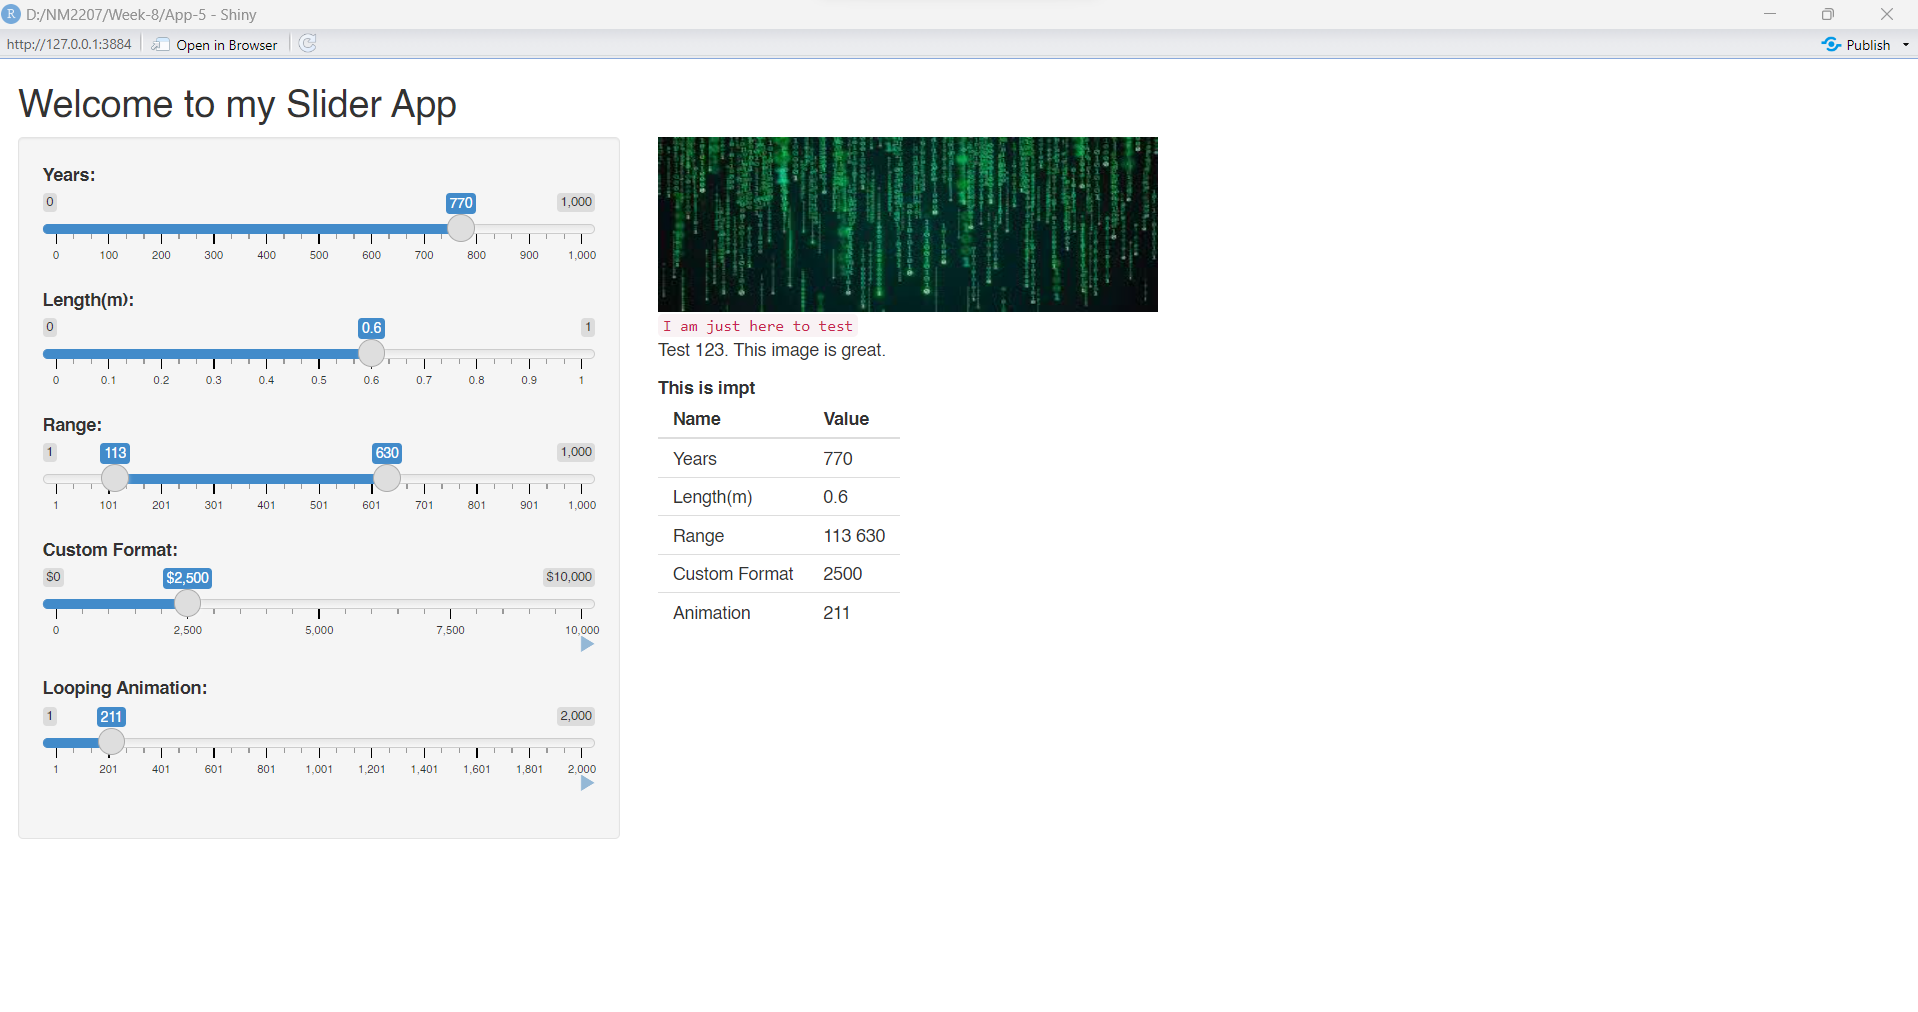 R D:/NM2207/Week-8/App-5 - Shiny
http://127.0.0.1:3884 Open in Browser Publish
Welcome to my Slider App
Years:
0 770 1,000
0 100 200 300 400 500 600 700 800 900 1,000
Length(m):
0 0.6 1
0 0.1 0.2 0.3 0.4 0.5 0.6 0.7 0.8 0.9 1
Range:
1 113 630 1,000
1 101 201 301 401 501 601 701 801 901 1,000
Custom Format:
$0 $2,500 $10,000
0 2,500 5,000 7,500 10,000
Looping Animation:
1 211 2,000
1 201 401 601 801 1,001 1,201 1,401 1,601 1,801 2,000
I am just here to test
Test 123. This image is great.
This is impt
Name Value
Years 770
Length(m) 0.6
Range 113 630
Custom Format 2500
Animation 211